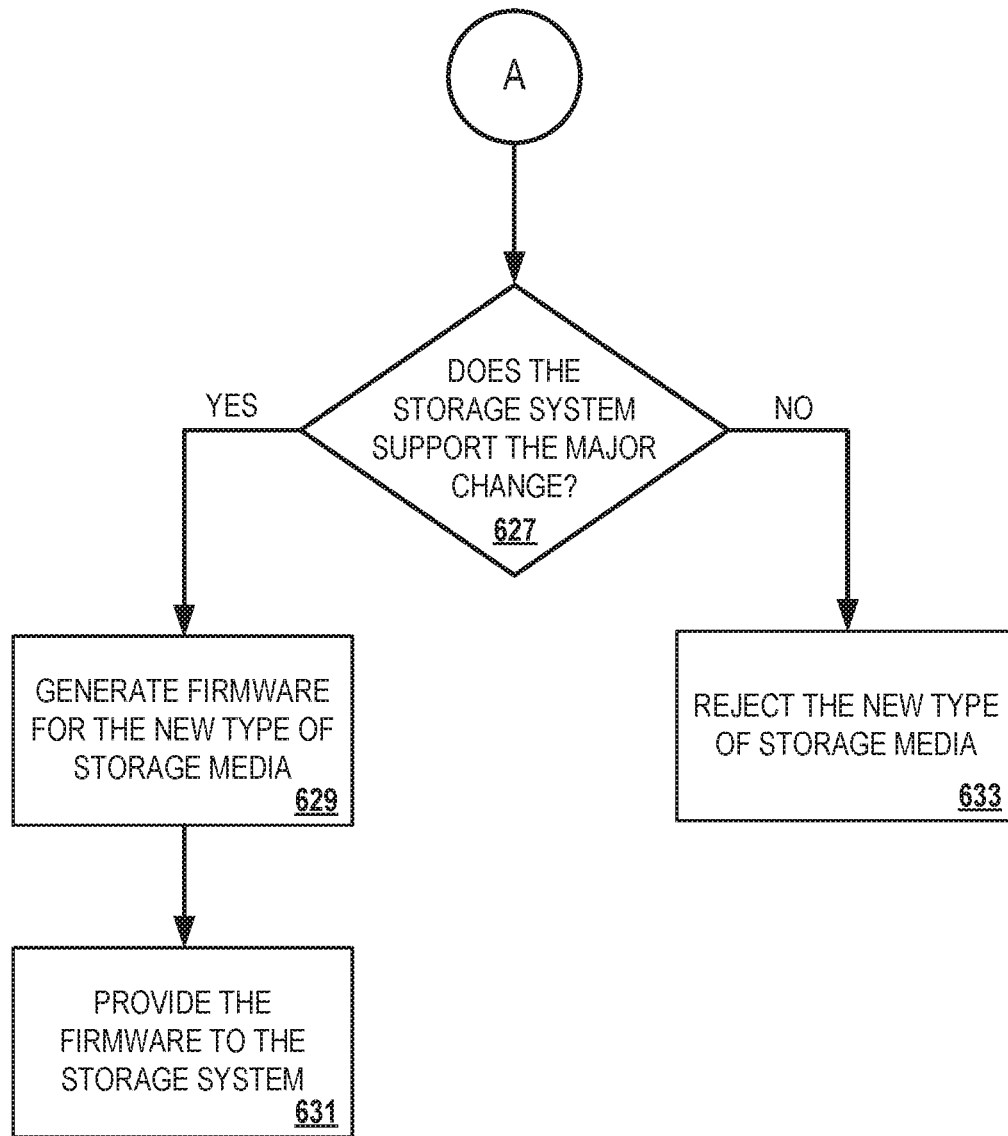 A
DOES THE
STORAGE SYSTEM
SUPPORT THE MAJOR
CHANGE?
627
YES
NO
GENERATE FIRMWARE
FOR THE NEW TYPE OF
STORAGE MEDIA
629
REJECT THE NEW TYPE
OF STORAGE MEDIA
633
PROVIDE THE
FIRMWARE TO THE
STORAGE SYSTEM
631